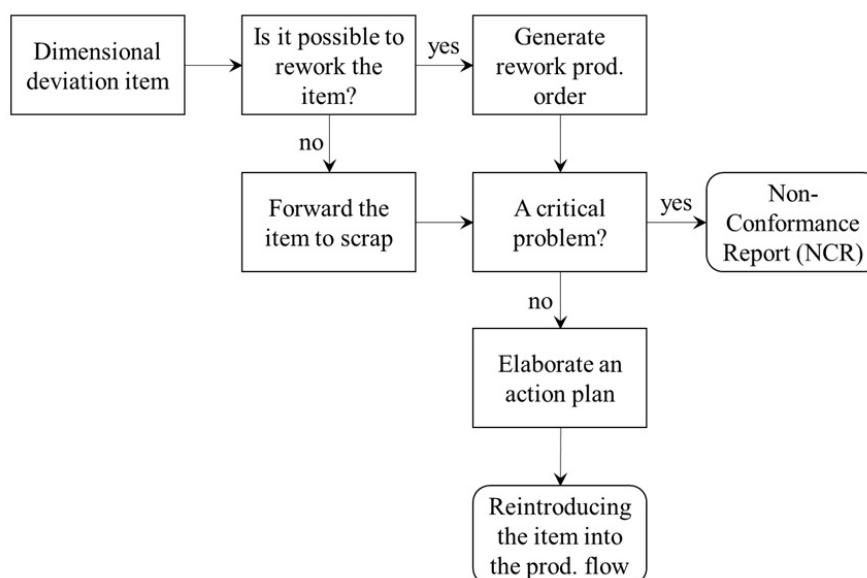 Dimensional
deviation item
Is it possible to
rework the
item?
yes
Generate
rework prod.
order
no
Forward the
item to scrap
A critical
problem?
yes
Non-
Conformance
Report (NCR)
no
Elaborate an
action plan
Reintroducing
the item into
the prod. flow